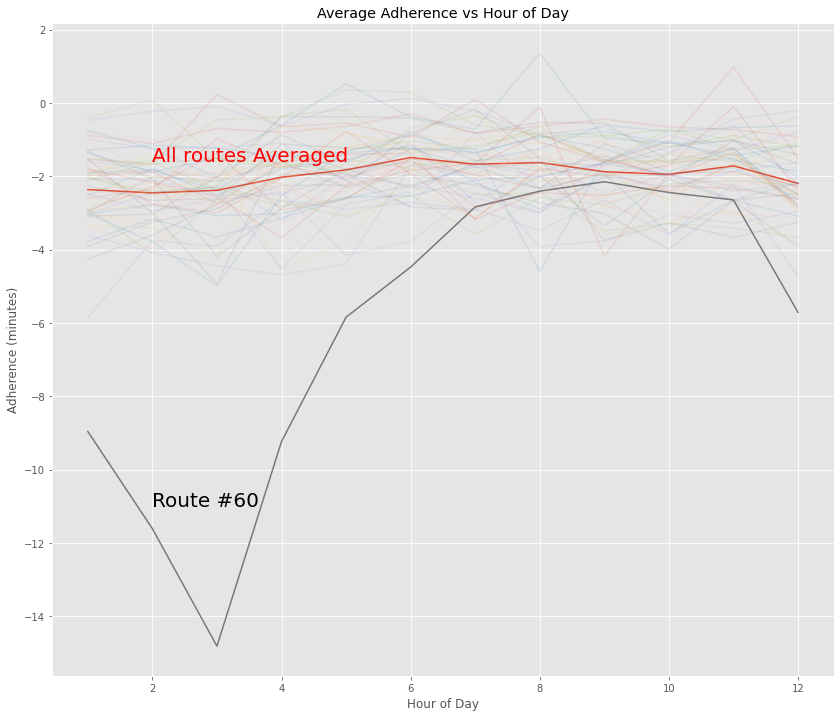 Average Adherence vs Hour of Day
2
0
−2
−4
−6
−8
−10
−12
−14
Adherence (minutes)
All routes Averaged
Route #60
2 4 6 8 10 12
Hour of Day